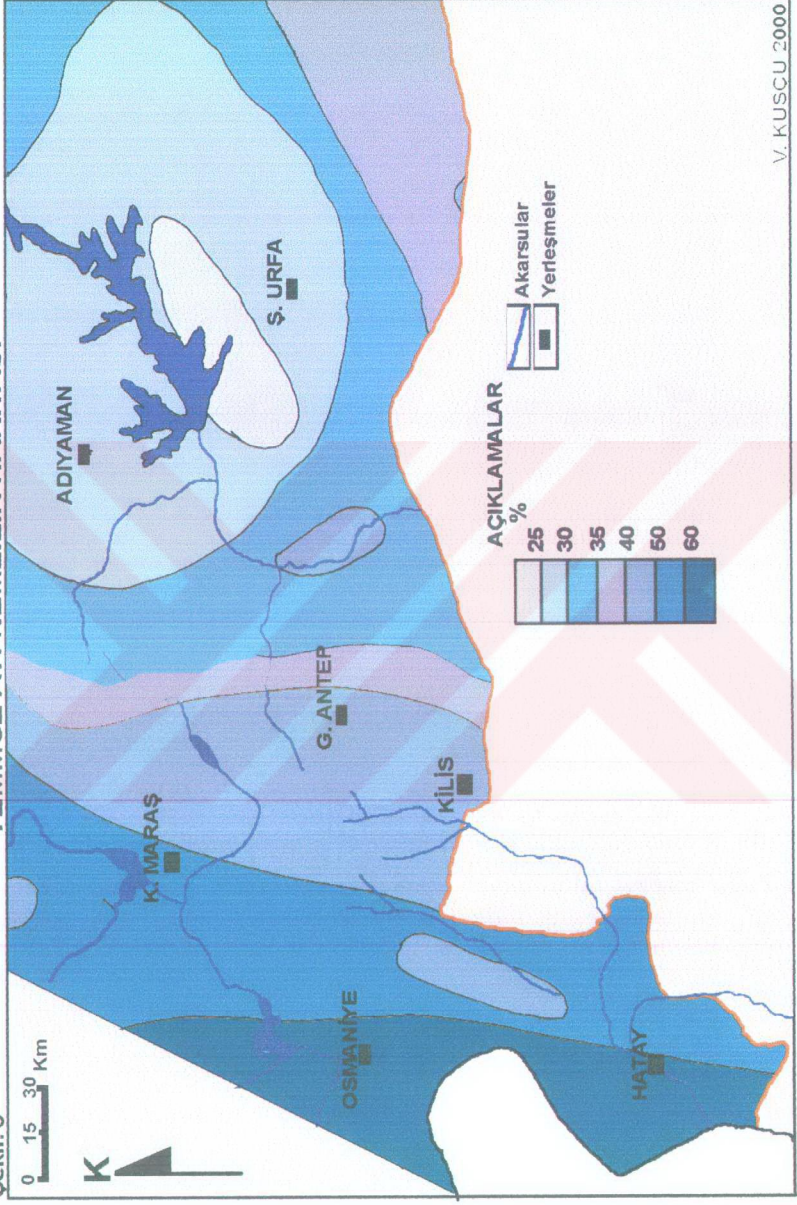 0 15 30 Km
K
ADIYAMAN
Ş. URFA
K. MARAŞ
G. ANTEP
KİLİS
OSMANİYE
HATAY
AÇIKLAMALAR
%
25
30
35
40
50
60
Akarsular
Yerleşmeler
V. KUSÇU 2000